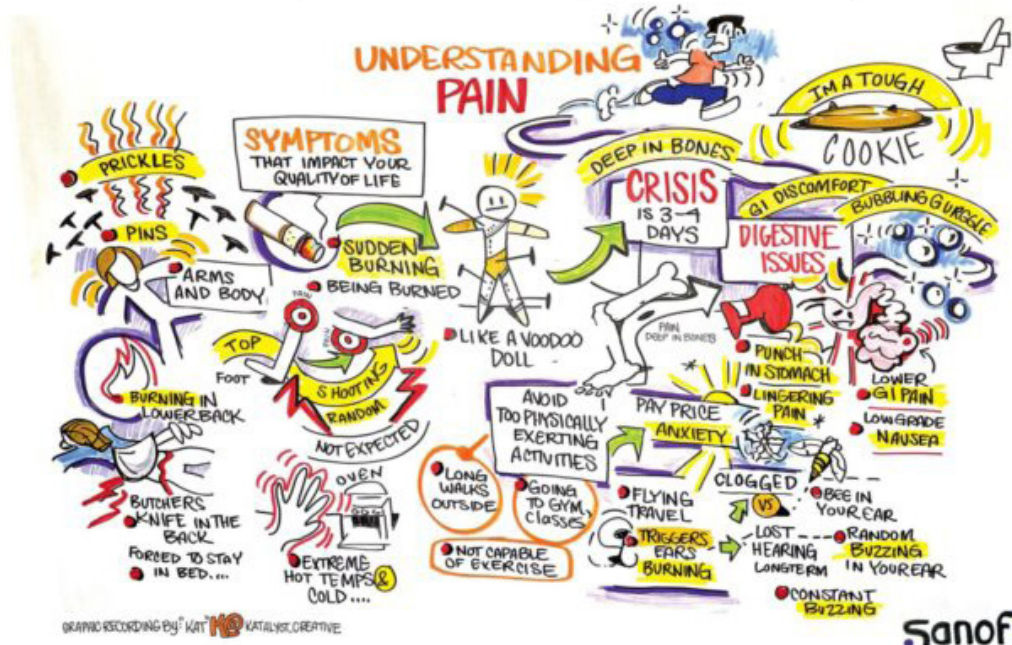 UNDERSTANDING
PAIN
I'M A TOUGH
COOKIE
PRICKLES
PINS
ARMS
AND BODY
BURNING IN
LOWER BACK
BUTCHERS
KNIFE IN THE
BACK
FORCED TO STAY
IN BED....
SYMPTOMS
THAT IMPACT YOUR
QUALITY OF LIFE
SUDDEN
BURNING
BEING BURNED
PAIN
PAIN
TOP
FOOT
SHOOTING
RANDOM
NOT EXPECTED
OVEN
EXTREME
HOT TEMPS &
COLD ....
LIKE A VOODOO
DOLL
DEEP IN BONES
CRISIS
IS 3-4
DAYS
PAIN
DEEP IN BONES
GI DISCOMFORT
BUBBLING GURGLE
DIGESTIVE
ISSUES
PUNCH
IN STOMACH
LINGERING
PAIN
LOWER
GI PAIN
LOW GRADE
NAUSEA
AVOID
TOO PHYSICALLY
EXERTING
ACTIVITIES
LONG
WALKS
OUTSIDE
GOING
TO GYM,
CLASSES
NOT CAPABLE
OF EXERCISE
PAY PRICE
ANXIETY
FLYING
TRAVEL
TRIGGERS
EARS
BURNING
CLOGGED
VS
BEE IN
YOUR EAR
LOST
HEARING
LONGTERM
RANDOM
BUZZING
IN YOUR EAR
CONSTANT
BUZZING
GRAPHIC RECORDING BY: "KAT" KATALYST.CREATIVE
sanof